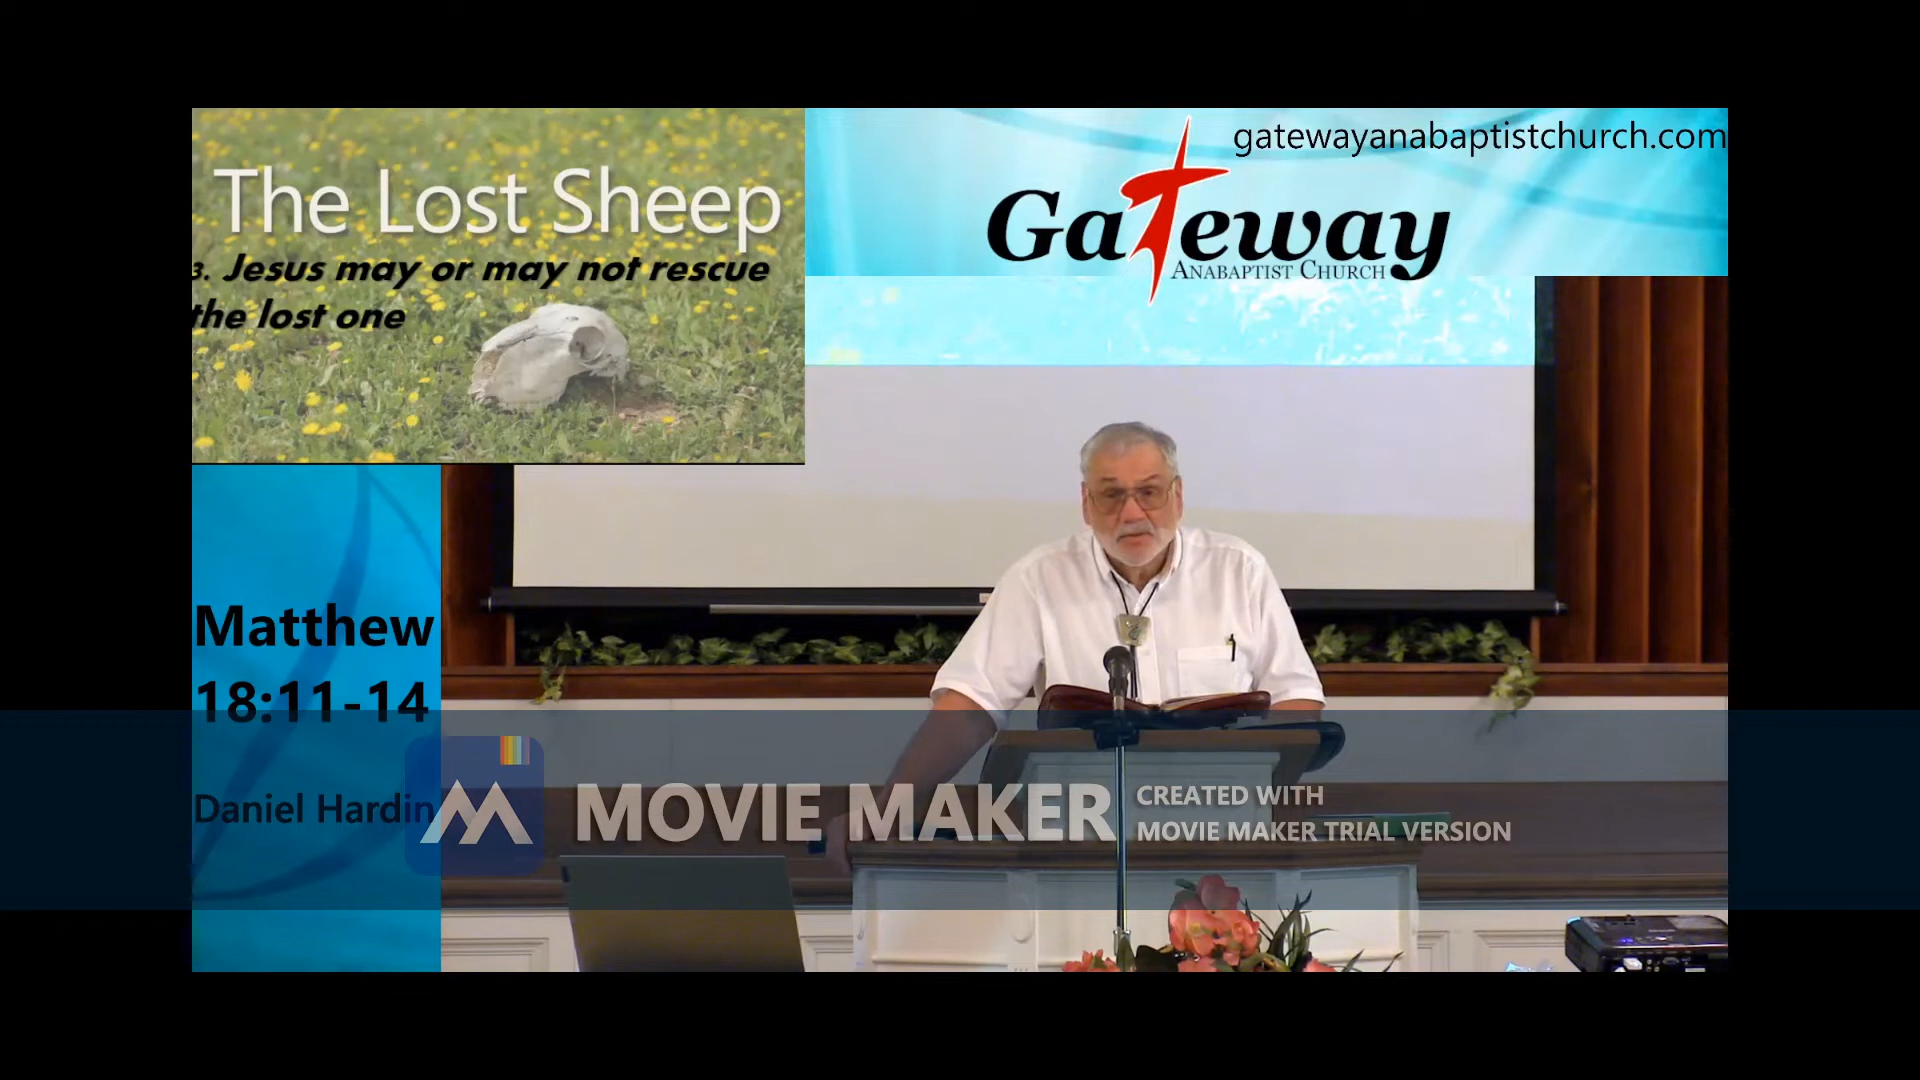 The Lost Sheep
3. Jesus may or may not rescue
the lost one
gatewayanabaptistchurch.com
Gateway
ANABAPTIST CHURCH
Matthew
18:11-14
Daniel Hardin
MOVIE MAKER
CREATED WITH
MOVIE MAKER TRIAL VERSION